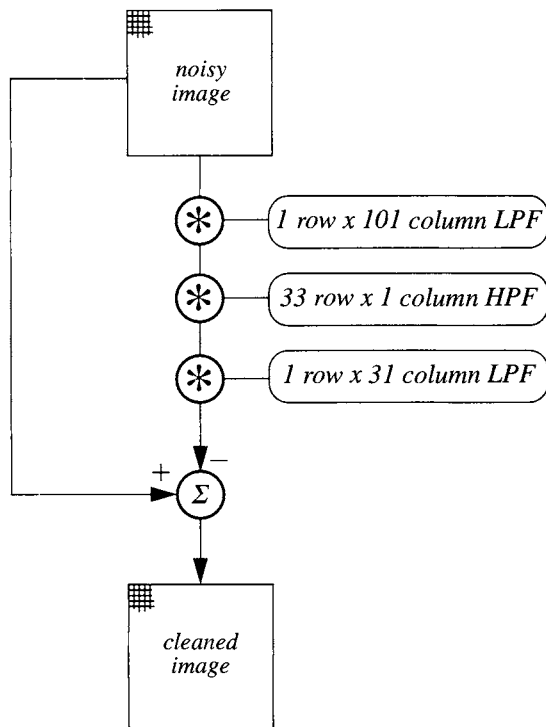 noisy
image
1 row x 101 column LPF
33 row x 1 column HPF
1 row x 31 column LPF
+
−
Σ
cleaned
image